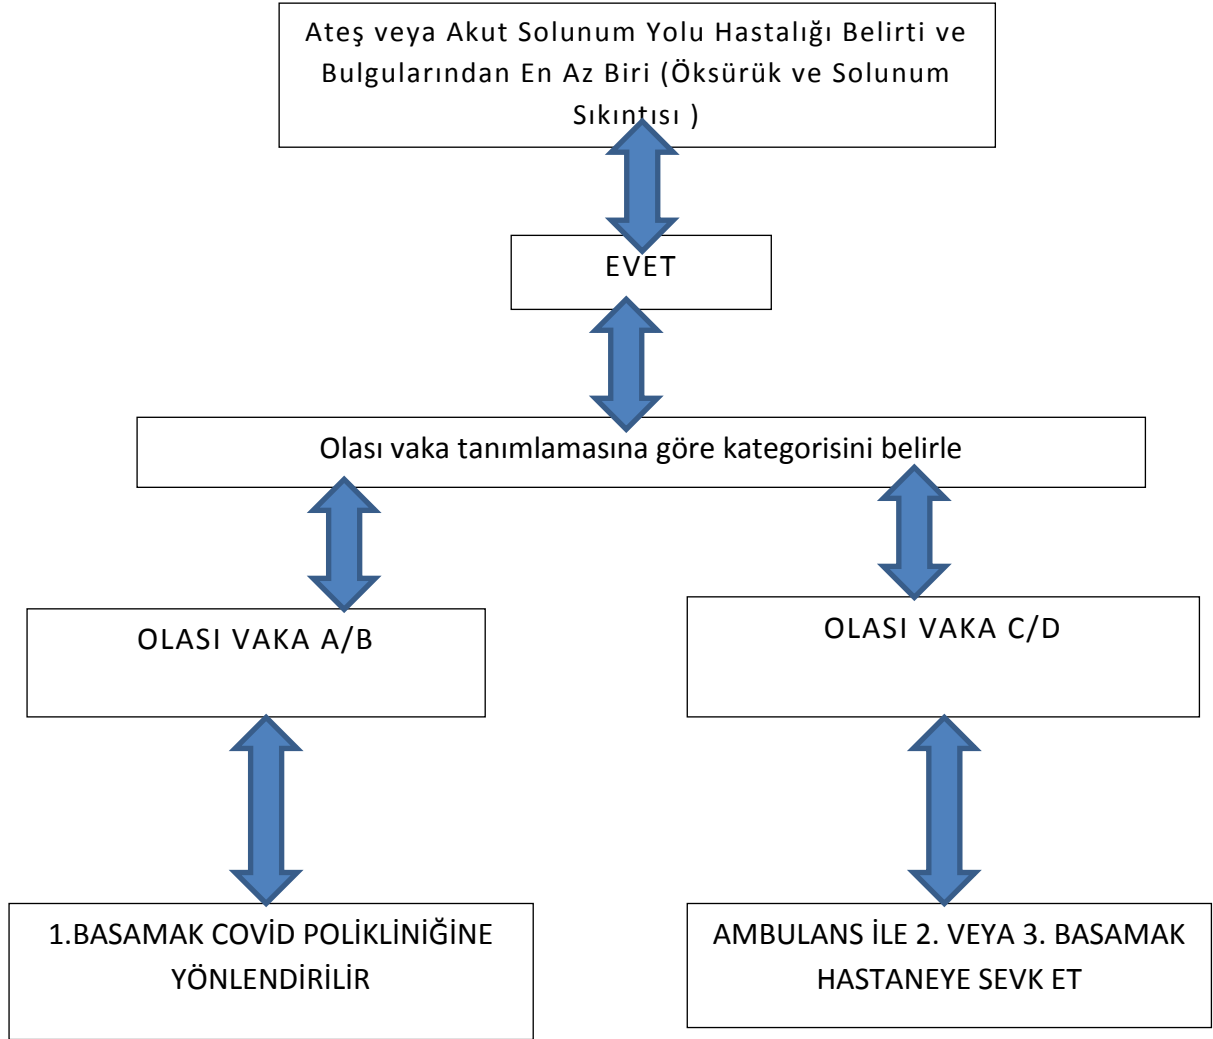 Ateş veya Akut Solunum Yolu Hastalığı Belirti ve
Bulgularından En Az Biri (Öksürük ve Solunum
Sıkıntısı )
EVET
Olası vaka tanımlamasına göre kategorisini belirle
OLASI VAKA A/B
OLASI VAKA C/D
1.BASAMAK COVİD POLİKLİNİĞİNE
YÖNLENDİRİLİR
AMBULANS İLE 2. VEYA 3. BASAMAK
HASTANEYE SEVK ET